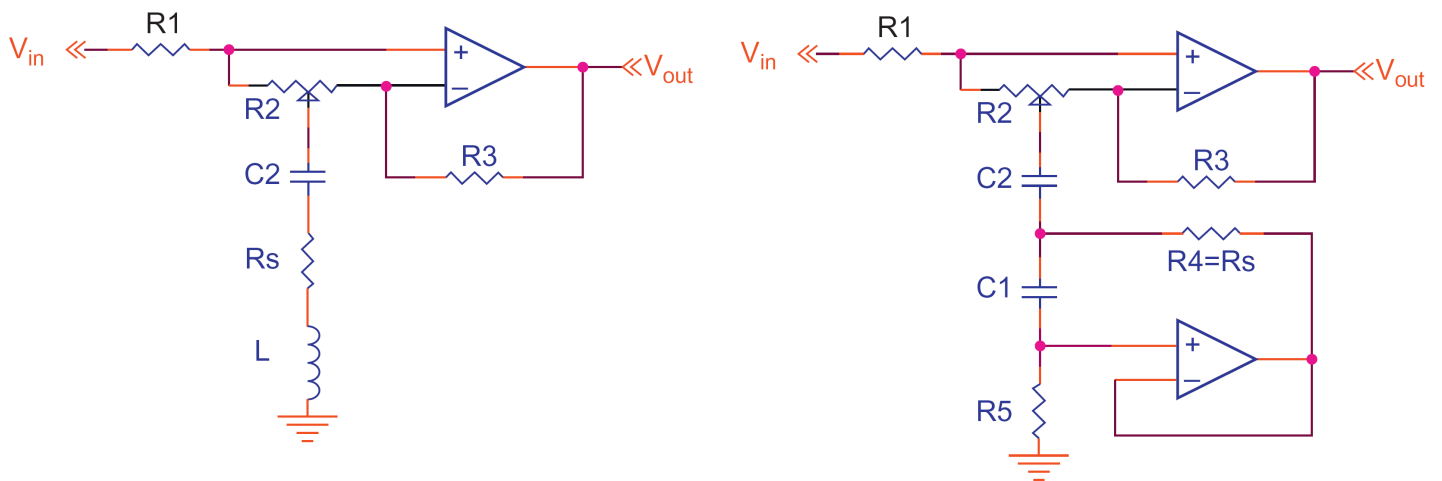 R1
Vin
+
Vout
−
R2
R3
C2
Rs
L
R1
Vin
+
Vout
−
R2
R3
C2
R4=Rs
C1
+
−
R5